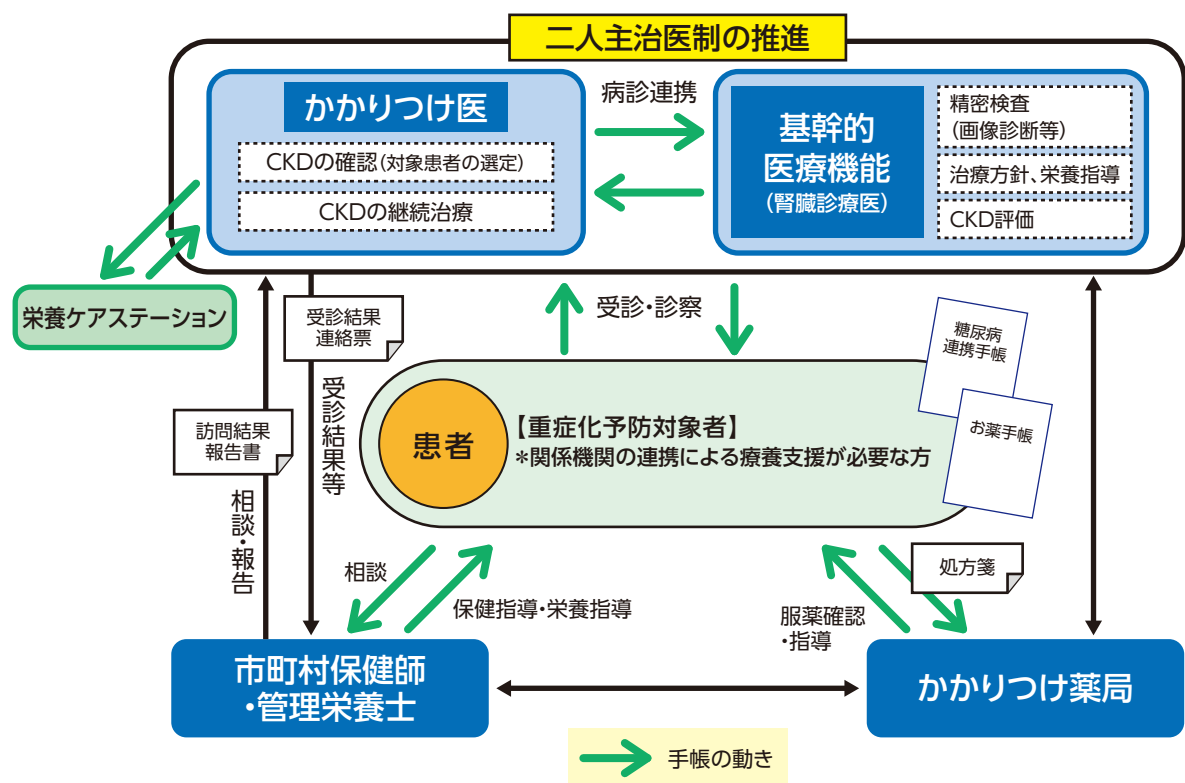 二人主治医制の推進
かかりつけ医
CKDの確認(対象患者の選定)
CKDの継続治療
病診連携
基幹的
医療機能
(腎臓診療医)
精密検査
(画像診断等)
治療方針、栄養指導
CKD評価
栄養ケアステーション
受診結果
連絡票
受診結果等
訪問結果
報告書
相談・報告
受診・診察
糖尿病
連携手帳
お薬手帳
患者
【重症化予防対象者】
*関係機関の連携による療養支援が必要な方
相談
保健指導・栄養指導
処方箋
服薬確認
・指導
市町村保健師
・管理栄養士
かかりつけ薬局
手帳の動き